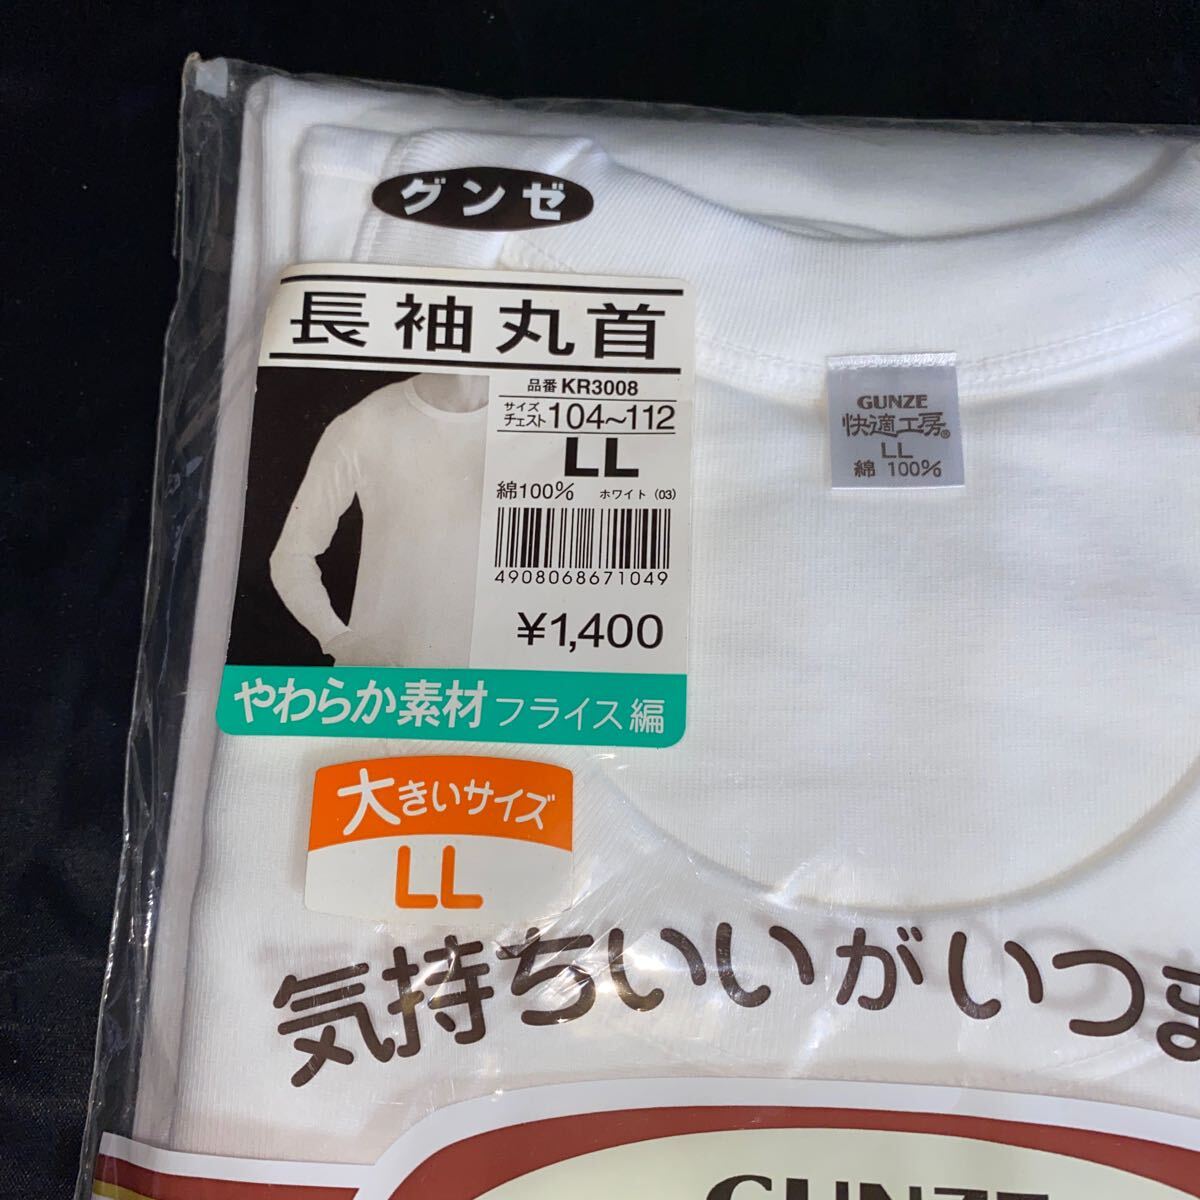 グンゼ
長袖丸首
品番 KR3008
サイズ チェスト 104~112
LL
綿100% ホワイト (03)
4908068671049
¥1,400
やわらか素材 フライス編
大きいサイズ
LL
GUNZE
快適工房®
LL
綿 100%
気持ちいいがいつま
GUNZE